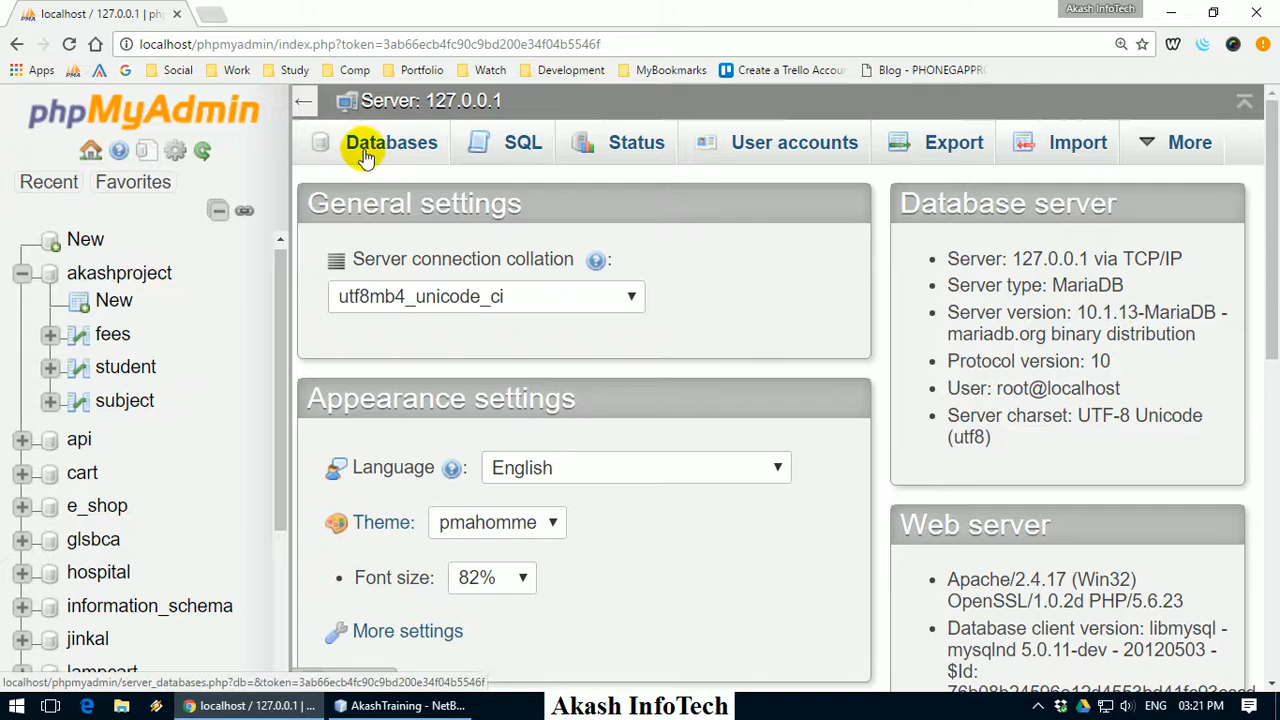 localhost / 127.0.0.1 | ph
Akash InfoTech
localhost/phpmyadmin/index.php?token=3ab66ecb4fc90c9bd200e34f04b5546f
Apps
Social
Work
Study
Comp
Portfolio
Watch
Development
MyBookmarks
Create a Trello Accou
Blog - PHONEGAPPR
phpMyAdmin
Recent
Favorites
New
akashproject
New
fees
student
subject
api
cart
e_shop
glsbca
hospital
information_schema
jinkal
Server: 127.0.0.1
Databases
SQL
Status
User accounts
Export
Import
More
General settings
Server connection collation :
utf8mb4_unicode_ci
Appearance settings
Language :
English
Theme:
pmahomme
• Font size:
82%
More settings
Database server
• Server: 127.0.0.1 via TCP/IP
• Server type: MariaDB
• Server version: 10.1.13-MariaDB -
mariadb.org binary distribution
• Protocol version: 10
• User: root@localhost
• Server charset: UTF-8 Unicode
(utf8)
Web server
• Apache/2.4.17 (Win32)
OpenSSL/1.0.2d PHP/5.6.23
• Database client version: libmysql -
mysqlnd 5.0.11-dev - 20120503 -
$Id:
localhost/phpmyadmin/server_databases.php?db=&token=3ab66ecb4fc90c9bd200e34f04b5546f
localhost / 127.0.0.1 | ...
AkashTraining - NetB...
Akash InfoTech
ENG
03:21 PM